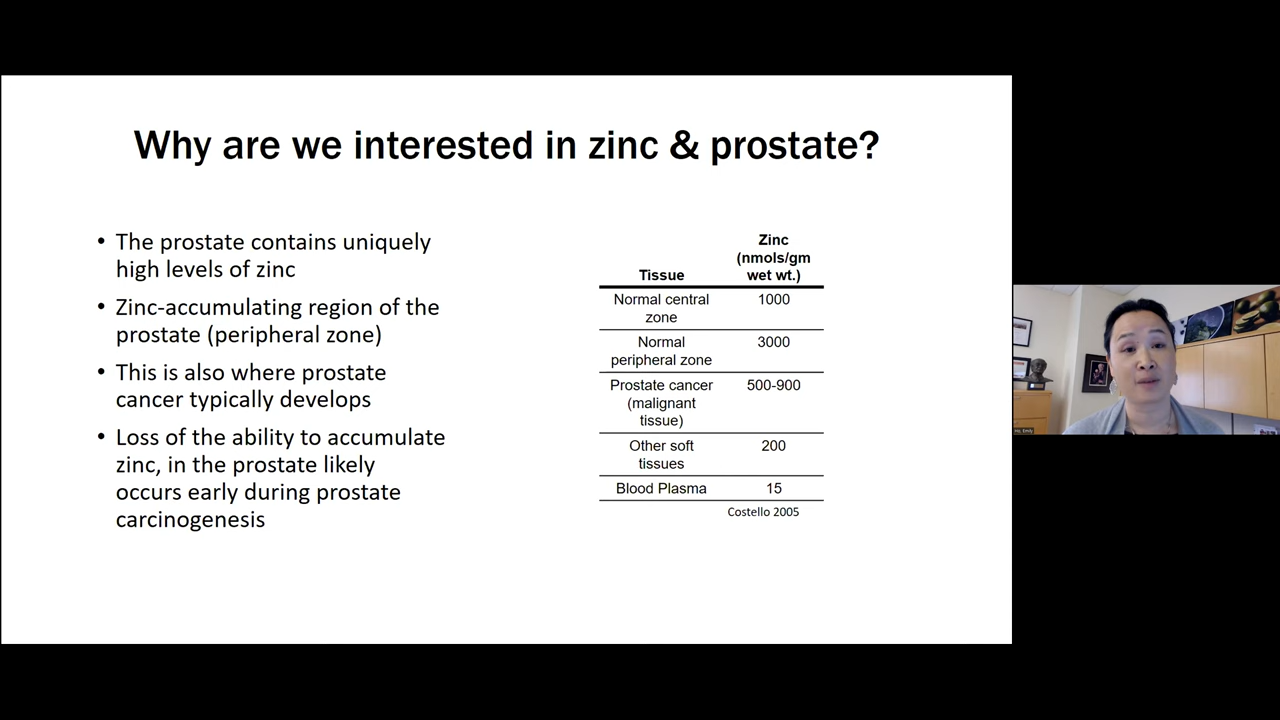 Why are we interested in zinc & prostate?
• The prostate contains uniquely
high levels of zinc
• Zinc-accumulating region of the
prostate (peripheral zone)
• This is also where prostate
cancer typically develops
• Loss of the ability to accumulate
zinc, in the prostate likely
occurs early during prostate
carcinogenesis
Zinc
(nmols/gm
Tissue wet wt.)
Normal central 1000
zone
Normal 3000
peripheral zone
Prostate cancer 500-900
(malignant
tissue)
Other soft 200
tissues
Blood Plasma 15
Costello 2005
Ho, Emily